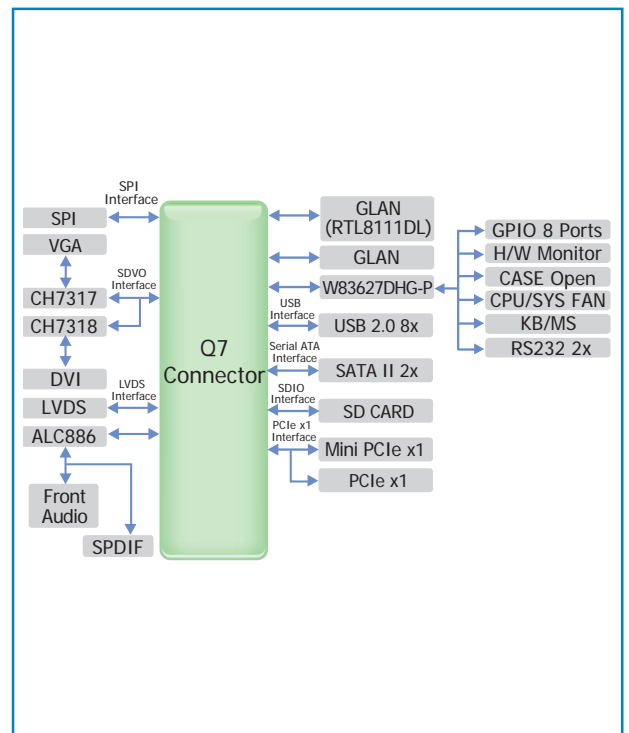 SPI
Interface
SPI
VGA
SDVO
Interface
CH7317
CH7318
DVI
LVDS
Interface
LVDS
ALC886
Front
Audio
SPDIF
Q7
Connector
GLAN
(RTL8111DL)
GLAN
W83627DHG-P
USB
Interface
USB 2.0 8x
Serial ATA
Interface
SATA II 2x
SDIO
Interface
SD CARD
PCIe x1
Interface
Mini PCIe x1
PCIe x1
GPIO 8 Ports
H/W Monitor
CASE Open
CPU/SYS FAN
KB/MS
RS232 2x